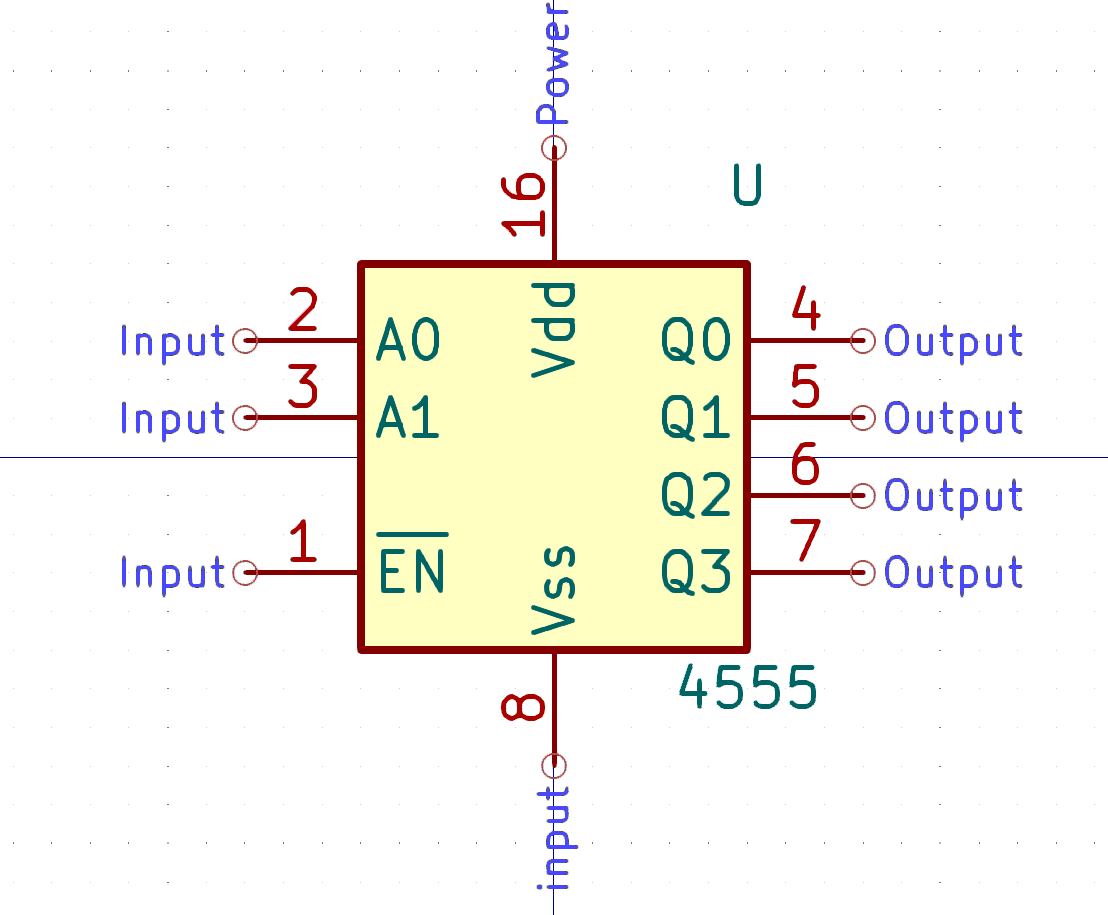 Power
16
U
Vdd
2
A0
Q0
4
Input
Output
3
A1
Q1
5
Input
Output
6
Q2
Output
1
EN
Q3
7
Input
Output
Vss
8
4555
input